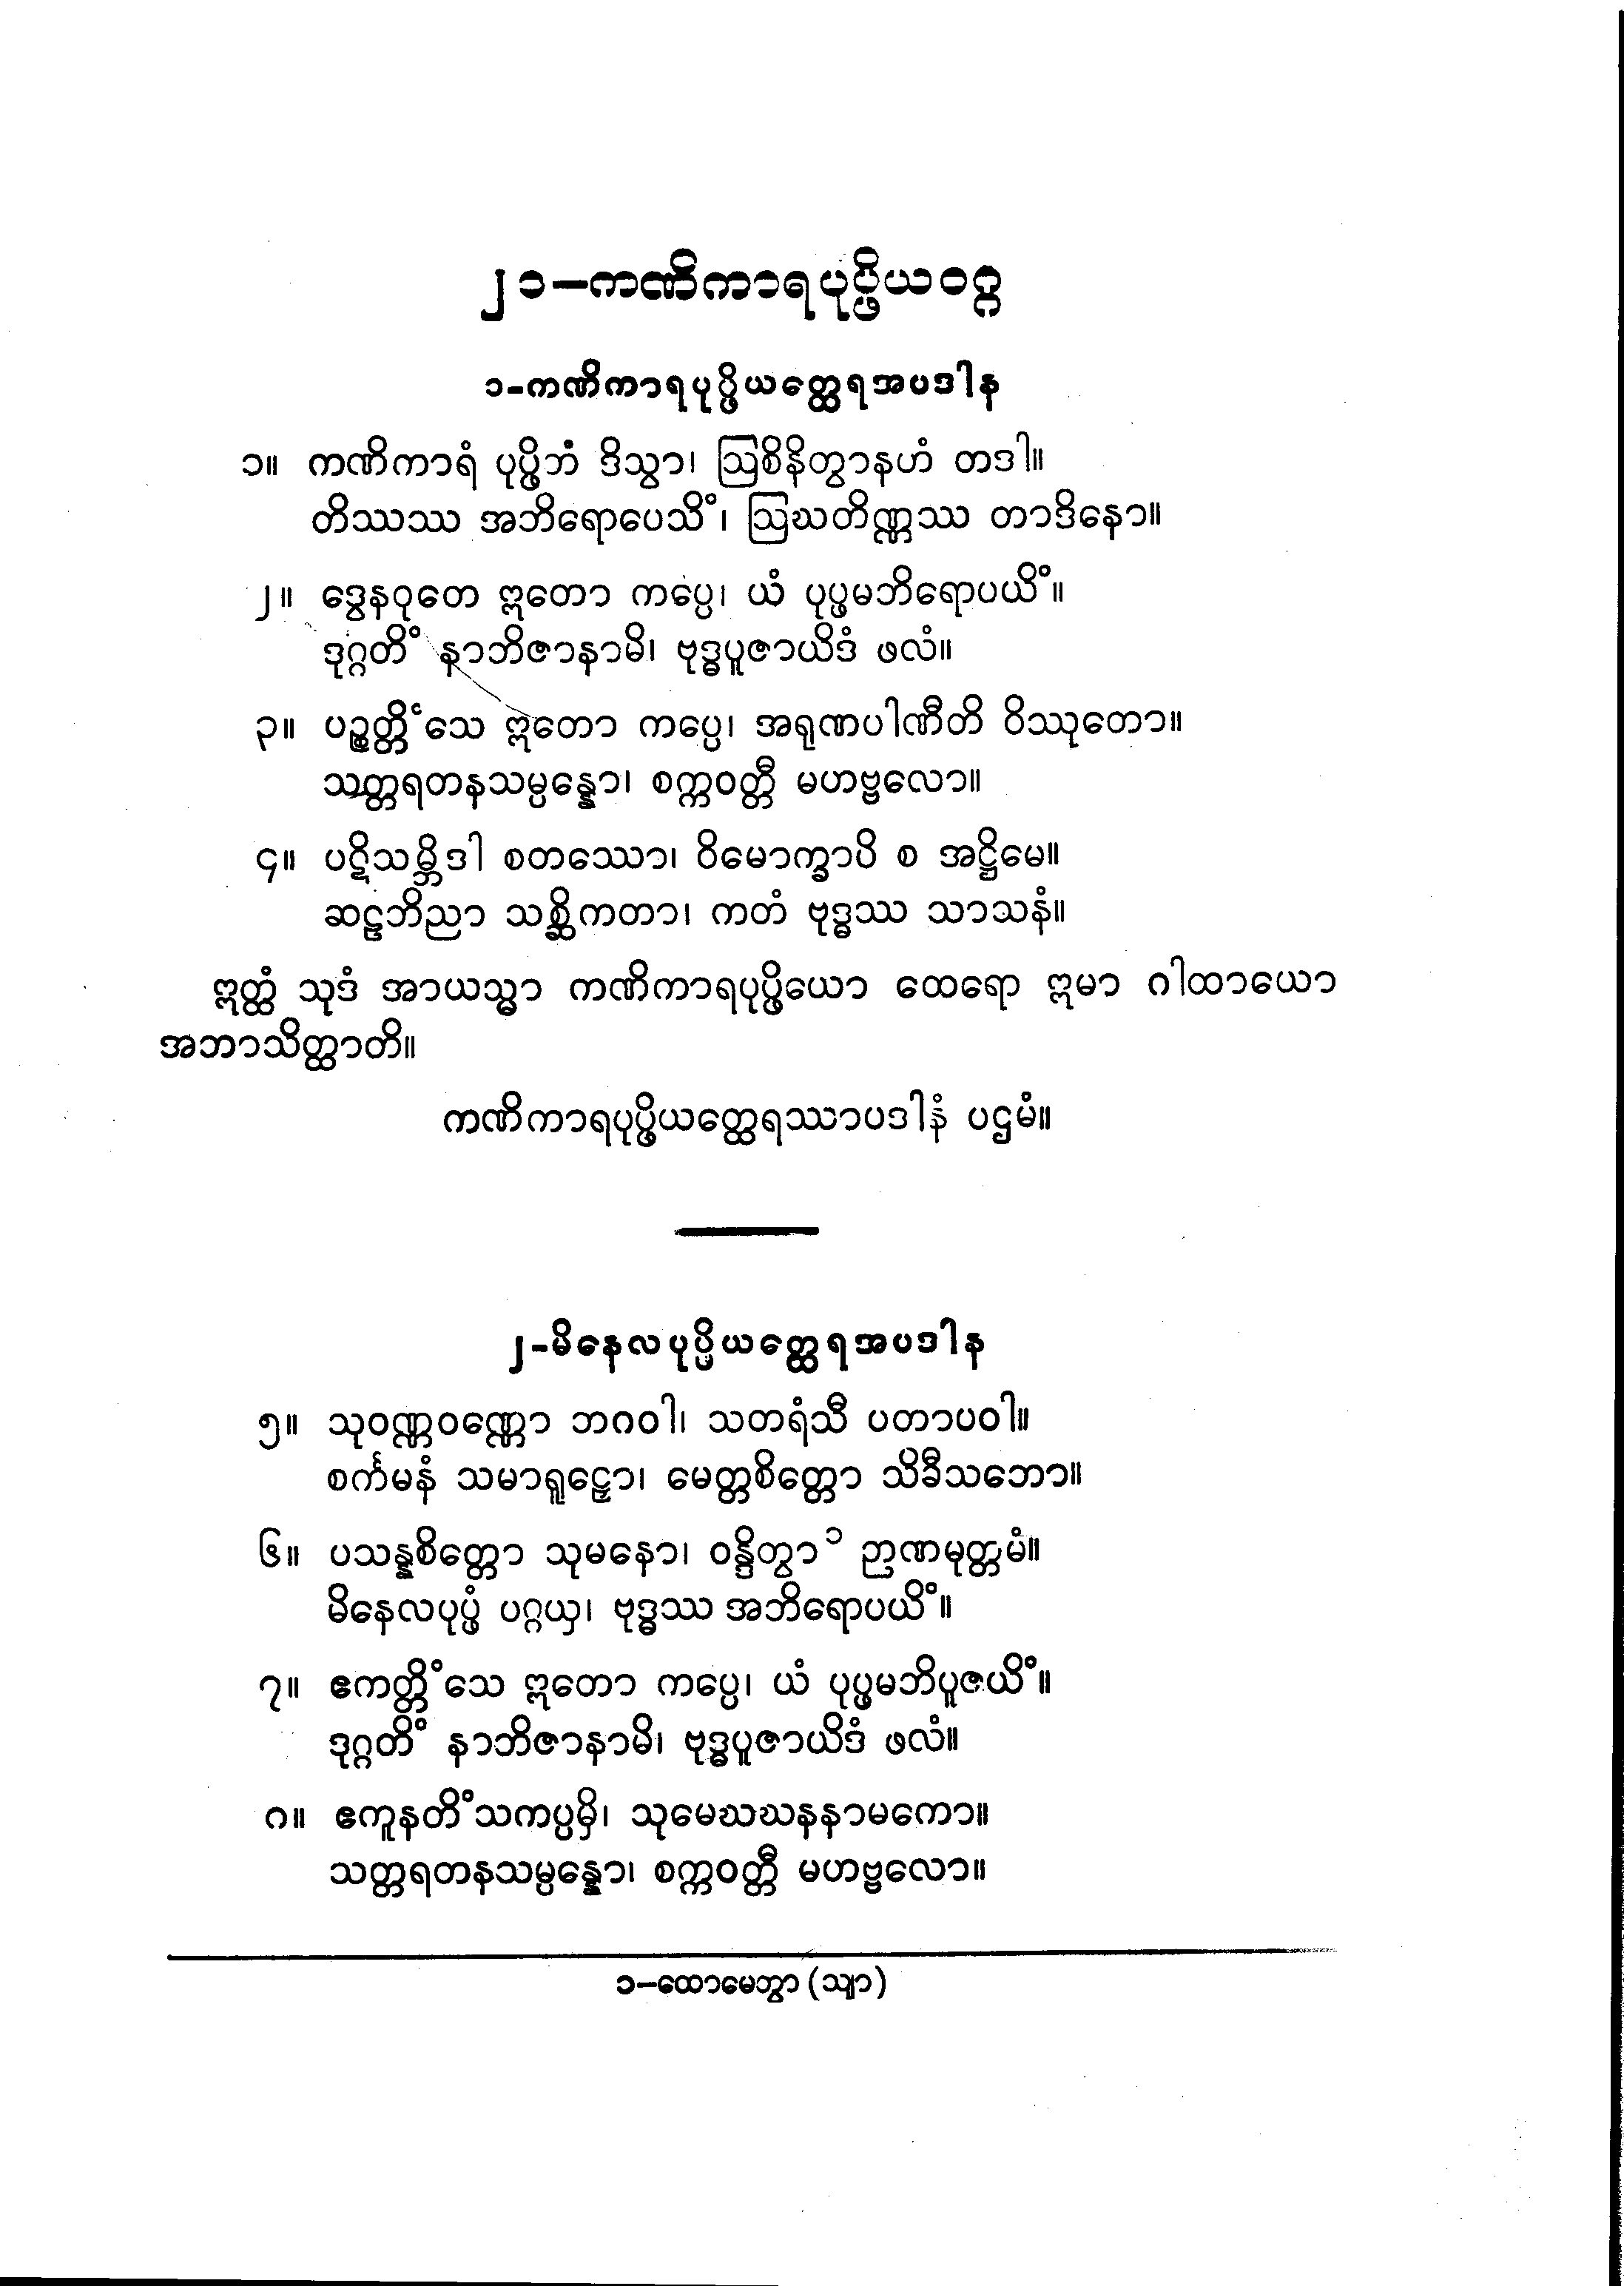 ၂၁–ကဏိကာရပုပ္ဖိယဝဂ္ဂ
၁-ကဏိကာရပုပ္ဖိယတ္ထေရအပဒါန
၁။ ကဏိကာရံ ပုပ္ဖိတံ ဒိသွာ၊ ဩစိနိတွာနဟံ တဒါ။
တိဿဿ အဘိရောပေသိံ၊ ဩဃတိဏ္ဏဿ တာဒိနော။
၂။ ဒွေနဝုတေ ဣတော ကပ္ပေ၊ ယံ ပုပ္ဖမဘိရောပယိံ။
ဒုဂ္ဂတိံ နာဘိဇာနာမိ၊ ဗုဒ္ဓပူဇာယိဒံ ဖလံ။
၃။ ပဉ္စတ္တိံသေ ဣတော ကပ္ပေ၊ အရုဏပါဏီတိ ဝိဿုတော။
သတ္တရတနသမ္ပန္နော၊ စက္ကဝတ္တီ မဟဗ္ဗလော။
၄။ ပဋိသမ္ဘိဒါ စတဿော၊ ဝိမောက္ခာပိ စ အဋ္ဌိမေ။
ဆဠဘိညာ သစ္ဆိကတာ၊ ကတံ ဗုဒ္ဓဿ သာသနံ။
ဣတ္ထံ သုဒံ အာယသ္မာ ကဏိကာရပုပ္ဖိယော ထေရော ဣမာ ဂါထာယော
အဘာသိတ္ထာတိ။
ကဏိကာရပုပ္ဖိယတ္ထေရဿာပဒါနံ ပဌမံ။
၂-မိနေလပုပ္ဖိယတ္ထေရအပဒါန
၅။ သုဝဏ္ဏဝဏ္ဏော ဘဂဝါ၊ သတရံသီ ပတာပဝါ။
စင်္ကမနံ သမာရူဠှော၊ မေတ္တစိတ္တော သိခီသဘော။
၆။ ပသန္နစိတ္တော သုမနော၊ ဝန္ဒိတွာ ၁ ဉာဏမုတ္တမံ။
မိနေလပုပ္ဖံ ပဂ္ဂယှ၊ ဗုဒ္ဓဿ အဘိရောပယိံ။
၇။ ဧကတ္တိံသေ ဣတော ကပ္ပေ၊ ယံ ပုပ္ဖမဘိပူဇယိံ။
ဒုဂ္ဂတိံ နာဘိဇာနာမိ၊ ဗုဒ္ဓပူဇာယိဒံ ဖလံ။
၈။ ဧကူနတိံသကပ္ပမှိ၊ သုမေဃဃနနာမကော။
သတ္တရတနသမ္ပန္နော၊ စက္ကဝတ္တီ မဟဗ္ဗလော။
၁–ထောမေတွာ (သျာ)